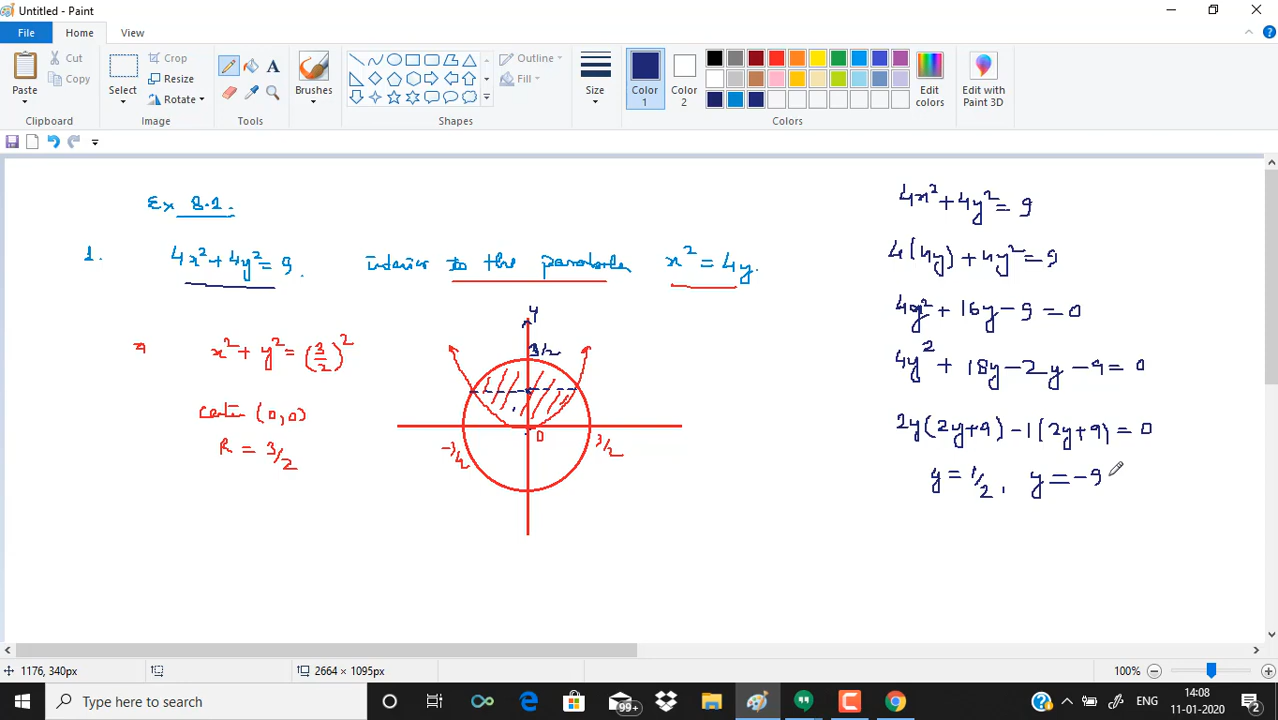 Untitled - Paint
File Home View
Paste
Cut
Copy
Clipboard
Select
Crop
Resize
Rotate
Image
Tools
Brushes
Outline
Fill
Shapes
Size
Color 1
Color 2
Edit colors
Edit with Paint 3D
Colors
Ex 8.2.
1. 4x² + 4y² = 9. interior to the parabola x² = 4y.
⇒ x² + y² = (3/2)²
center (0,0)
R = 3/2
y
3/2
0
-3/2
3/2
4x² + 4y² = 9
4(4y) + 4y² = 9
4y² + 16y - 9 = 0
4y² + 18y - 2y - 9 = 0
2y(2y+9) - 1(2y+9) = 0
y = 1/2, y = -9
1176, 340px
2664 × 1095px
100%
Type here to search
99+
ENG
14:08
11-01-2020
2